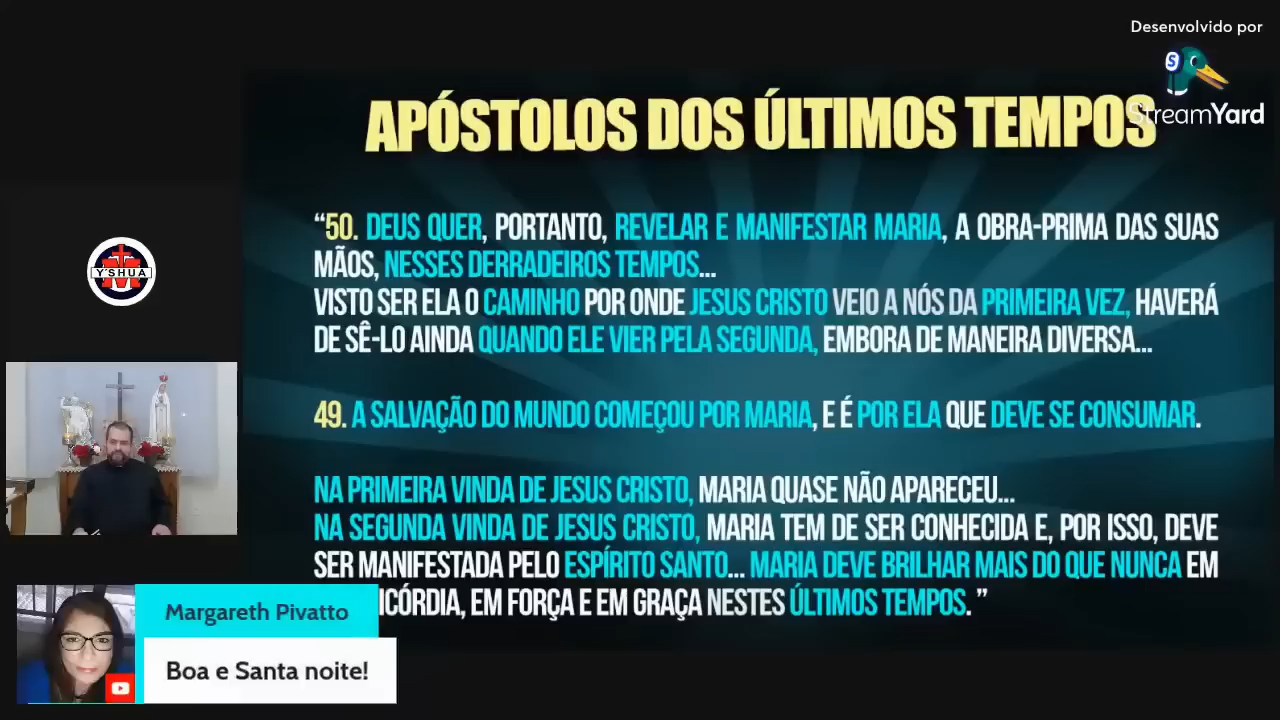 Desenvolvido por
StreamYard
APÓSTOLOS DOS ÚLTIMOS TEMPOS
“50. DEUS QUER, PORTANTO, REVELAR E MANIFESTAR MARIA, A OBRA-PRIMA DAS SUAS
MÃOS, NESSES DERRADEIROS TEMPOS...
VISTO SER ELA O CAMINHO POR ONDE JESUS CRISTO VEIO A NÓS DA PRIMEIRA VEZ, HAVERÁ
DE SÊ-LO AINDA QUANDO ELE VIER PELA SEGUNDA, EMBORA DE MANEIRA DIVERSA...
49. A SALVAÇÃO DO MUNDO COMEÇOU POR MARIA, E É POR ELA QUE DEVE SE CONSUMAR.
NA PRIMEIRA VINDA DE JESUS CRISTO, MARIA QUASE NÃO APARECEU...
NA SEGUNDA VINDA DE JESUS CRISTO, MARIA TEM DE SER CONHECIDA E, POR ISSO, DEVE
SER MANIFESTADA PELO ESPÍRITO SANTO... MARIA DEVE BRILHAR MAIS DO QUE NUNCA EM
ICÓRDIA, EM FORÇA E EM GRAÇA NESTES ÚLTIMOS TEMPOS. ”
Y'SHUA
Margareth Pivatto
Boa e Santa noite!